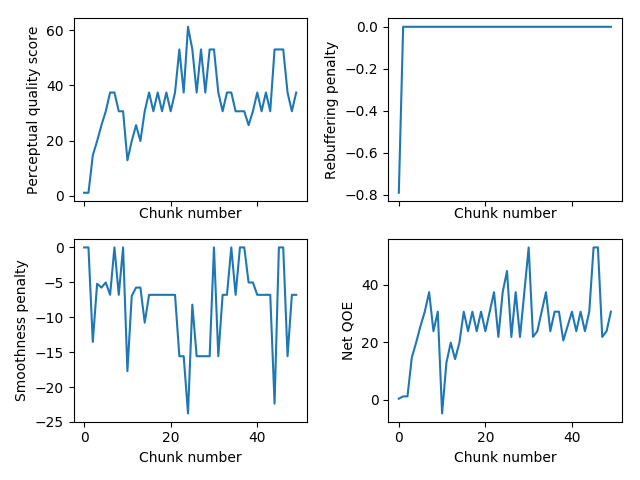 Perceptual quality score
60
40
20
0
Chunk number
Rebuffering penalty
0.0
−0.2
−0.4
−0.6
−0.8
Chunk number
Smoothness penalty
0
−5
−10
−15
−20
−25
0 20 40
Chunk number
Net QOE
40
20
0
0 20 40
Chunk number